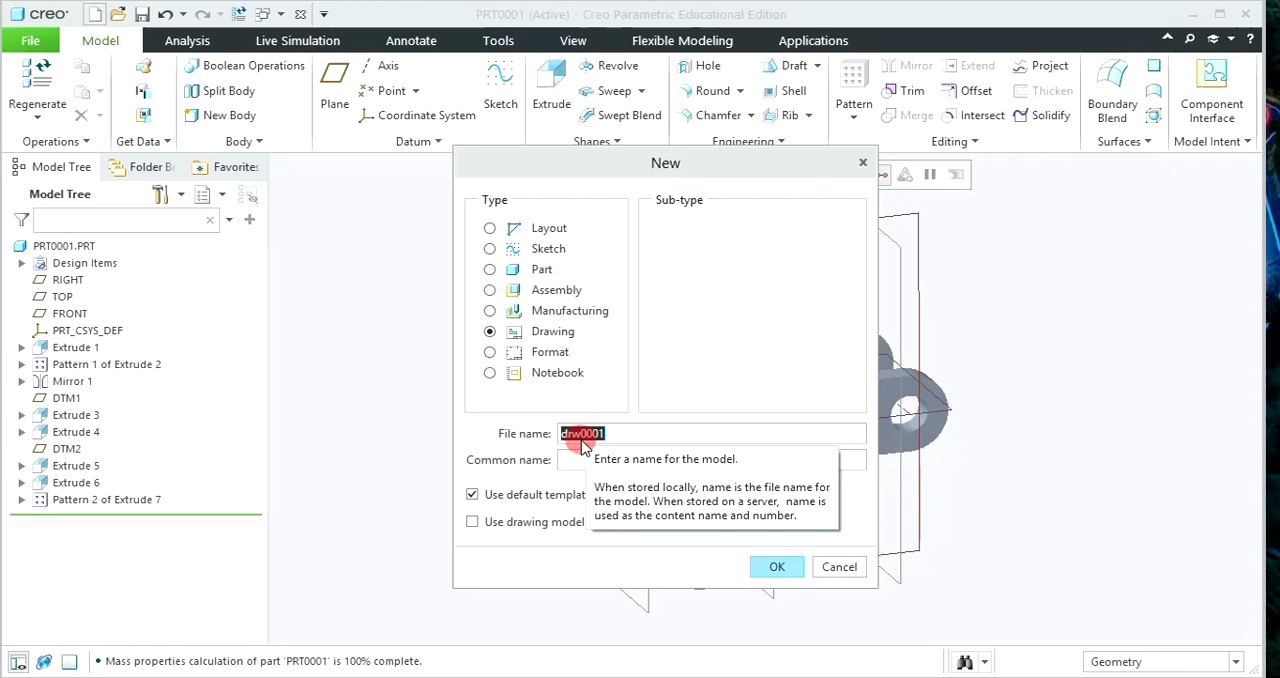 creo
PRT0001 (Active) - Creo Parametric Educational Edition
File Model Analysis Live Simulation Annotate Tools View Flexible Modeling Applications
Regenerate
Operations
Get Data
Boolean Operations
Split Body
New Body
Body
Plane
Axis
Point
Coordinate System
Sketch
Datum
Extrude
Revolve
Sweep
Swept Blend
Shapes
Hole
Round
Chamfer
Draft
Shell
Rib
Engineering
Pattern
Mirror
Trim
Merge
Extend
Offset
Intersect
Project
Thicken
Solidify
Editing
Boundary
Blend
Surfaces
Component
Interface
Model Intent
Model Tree Folder B Favorites
Model Tree
PRT0001.PRT
Design Items
RIGHT
TOP
FRONT
PRT_CSYS_DEF
Extrude 1
Pattern 1 of Extrude 2
Mirror 1
DTM1
Extrude 3
Extrude 4
DTM2
Extrude 5
Extrude 6
Pattern 2 of Extrude 7
New
Type
Layout
Sketch
Part
Assembly
Manufacturing
Drawing
Format
Notebook
Sub-type
File name: drw0001
Common name:
Use default templat
Use drawing model
Enter a name for the model.
When stored locally, name is the file name for
the model. When stored on a server, name is
used as the content name and number.
OK Cancel
• Mass properties calculation of part 'PRT0001' is 100% complete.
Geometry